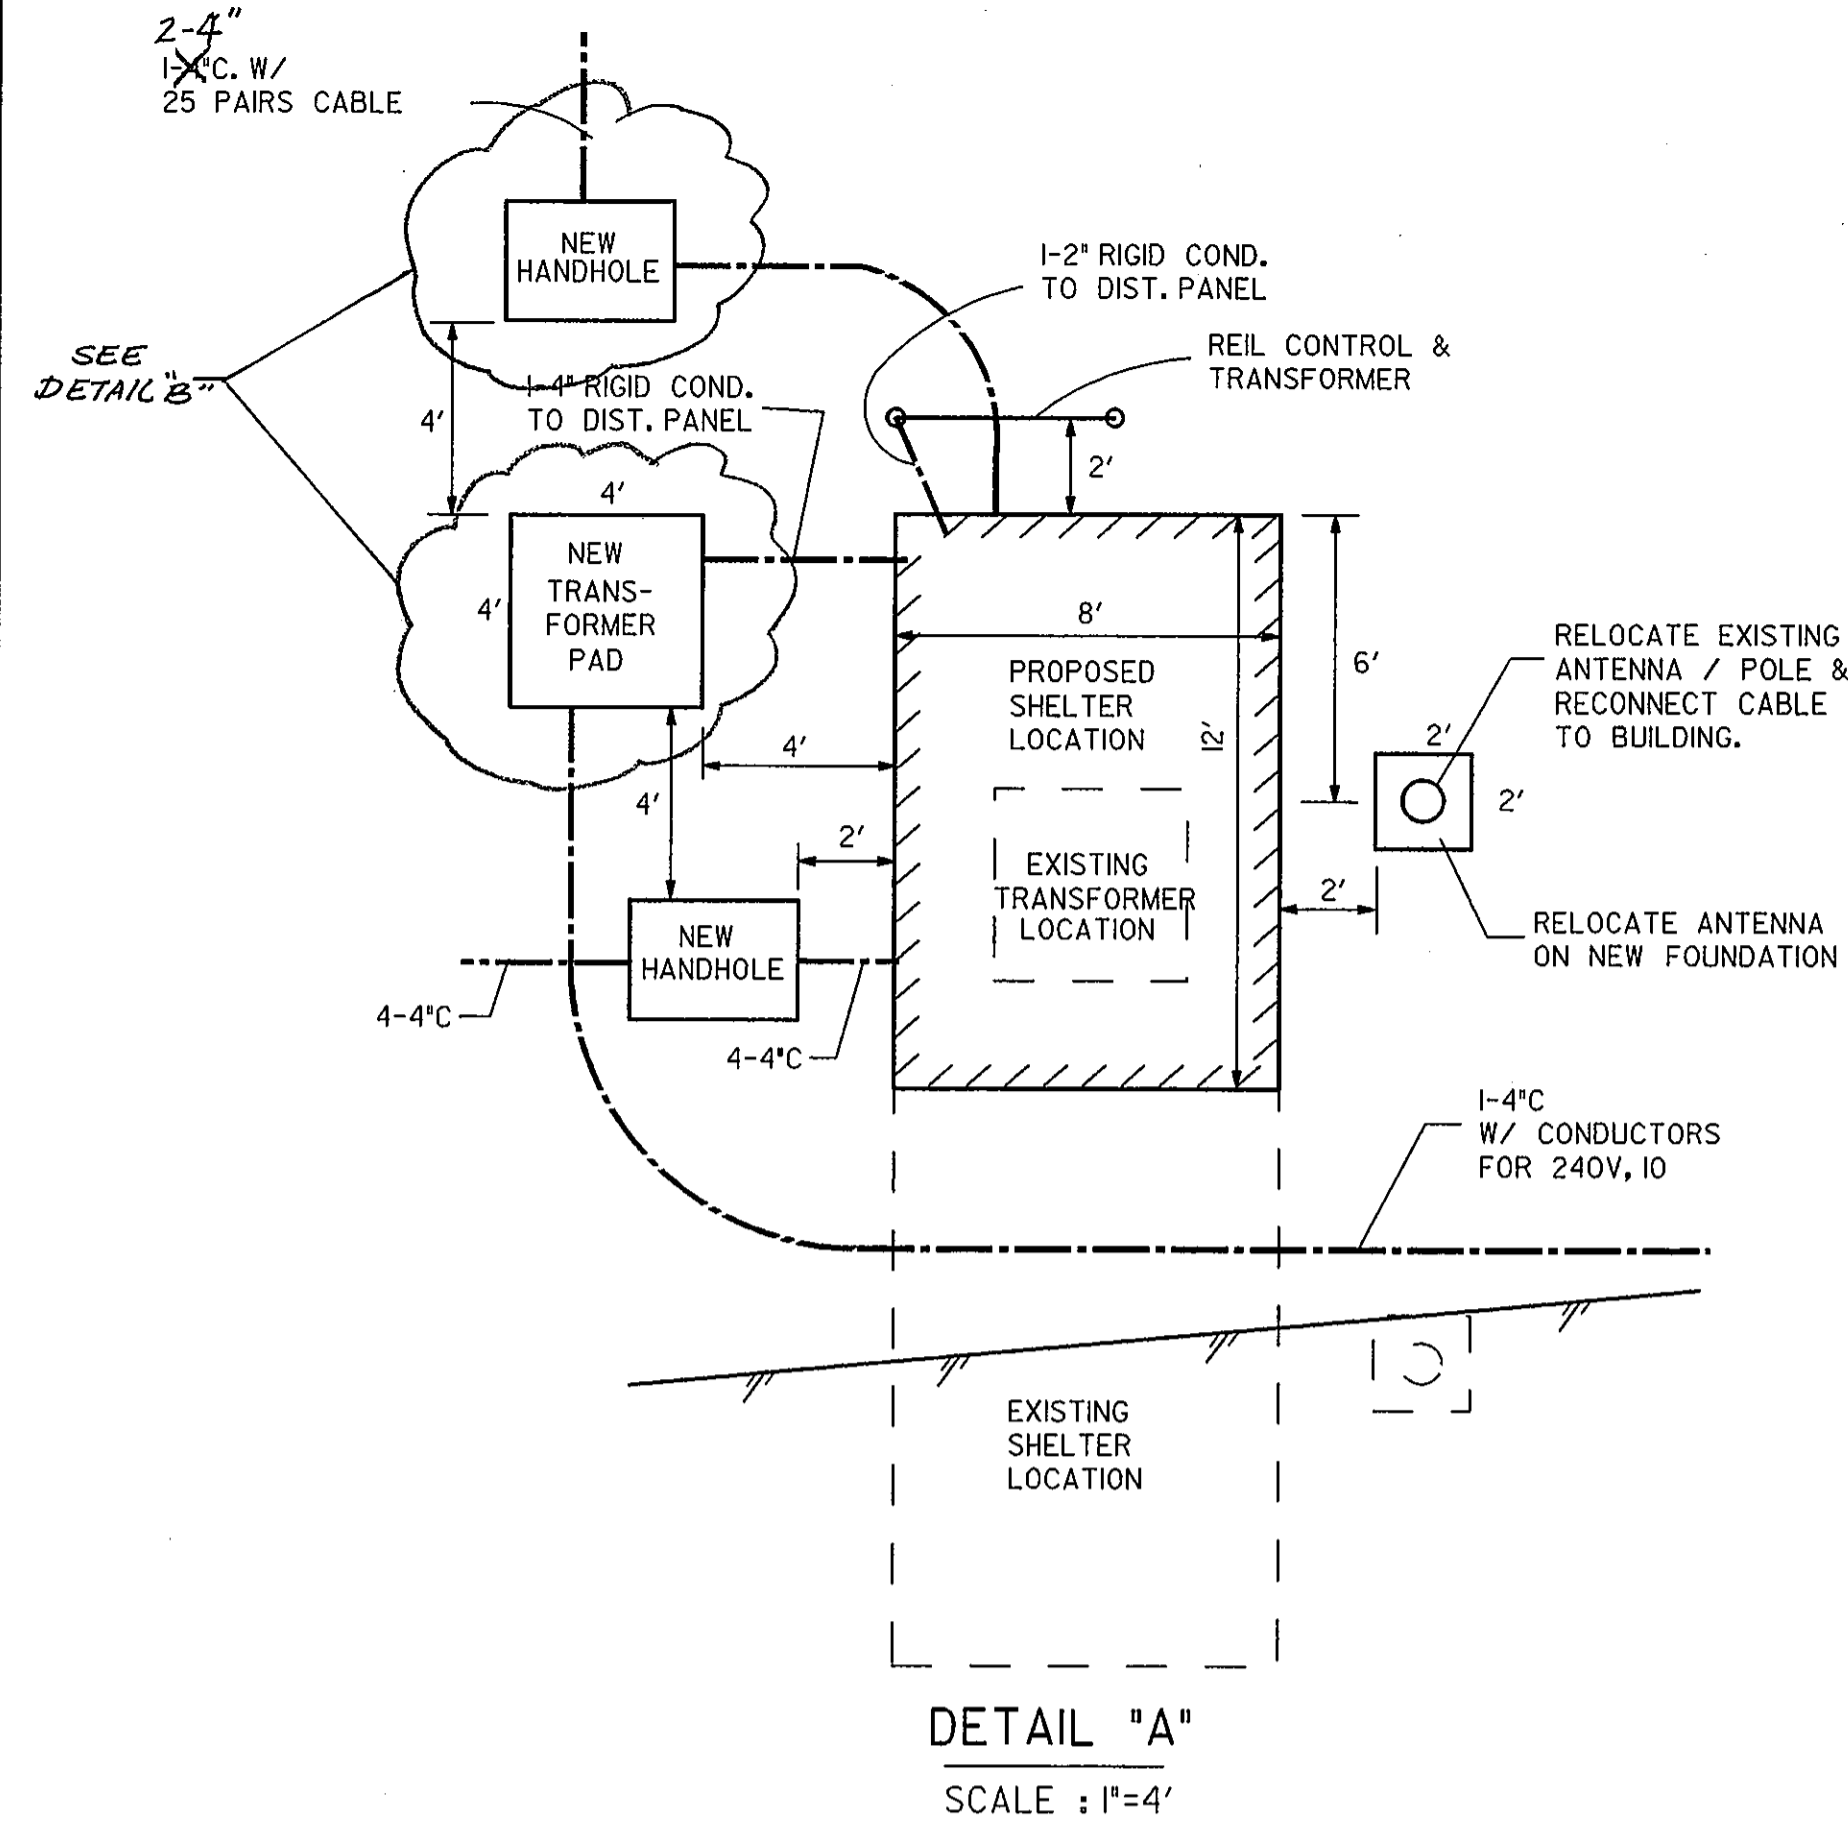 2-4"
1-4"C. W/
25 PAIRS CABLE
NEW
HANDHOLE
1-2" RIGID COND.
TO DIST. PANEL
REIL CONTROL &
TRANSFORMER
SEE
DETAIL "B"
1-4" RIGID COND.
TO DIST. PANEL
4'
2'
4'
NEW
TRANS-
FORMER
PAD
4'
8'
6'
PROPOSED
SHELTER
LOCATION
12'
RELOCATE EXISTING
ANTENNA / POLE &
RECONNECT CABLE
TO BUILDING.
2'
2'
4'
4'
2'
EXISTING
TRANSFORMER
LOCATION
2'
RELOCATE ANTENNA
ON NEW FOUNDATION
NEW
HANDHOLE
4-4"C
4-4"C
1-4"C
W/ CONDUCTORS
FOR 240V, 10
EXISTING
SHELTER
LOCATION
DETAIL "A"
SCALE : 1"=4'